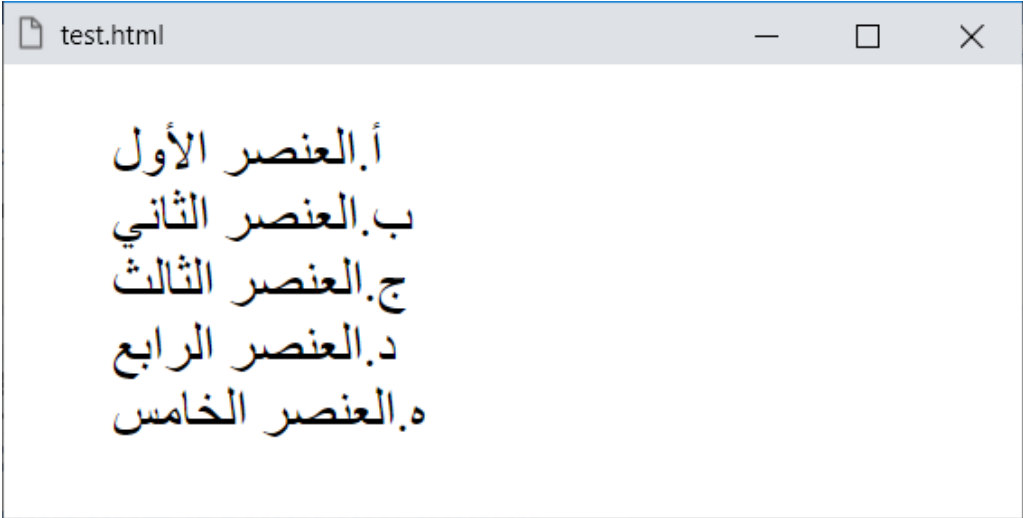 test.html
أ.العنصر الأول
ب.العنصر الثاني
ج.العنصر الثالث
د.العنصر الرابع
ه.العنصر الخامس